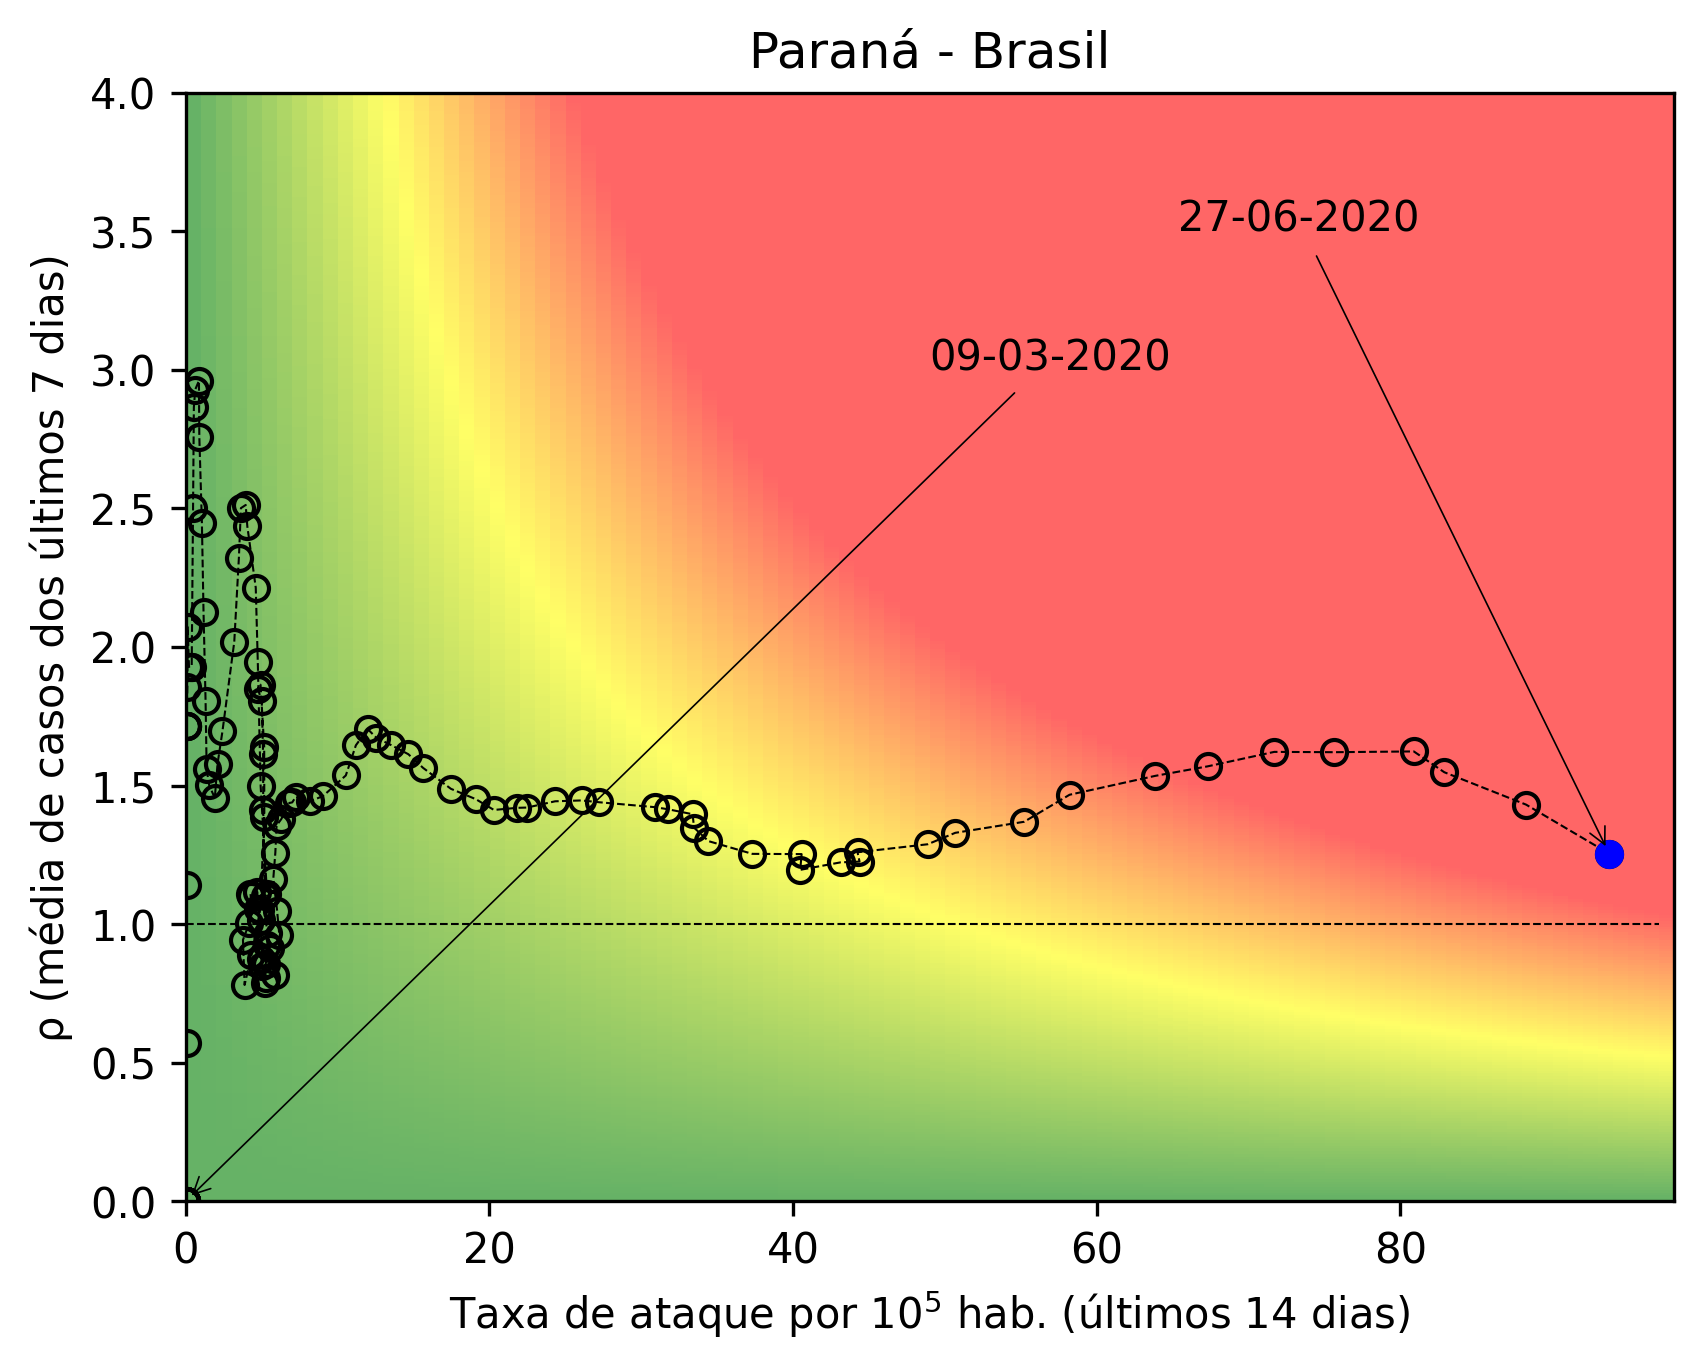 Paraná - Brasil
4.0
3.5
3.0
2.5
2.0
1.5
1.0
0.5
0.0
ρ (média de casos dos últimos 7 dias)
27-06-2020
09-03-2020
0 20 40 60 80
Taxa de ataque por 10⁵ hab. (últimos 14 dias)